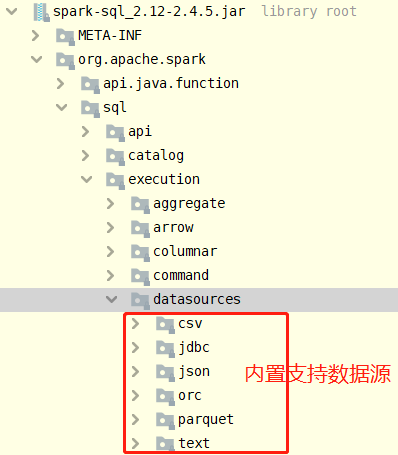 spark-sql_2.12-2.4.5.jar library root
META-INF
org.apache.spark
api.java.function
sql
api
catalog
execution
aggregate
arrow
columnar
command
datasources
csv
jdbc
json 内置支持数据源
orc
parquet
text